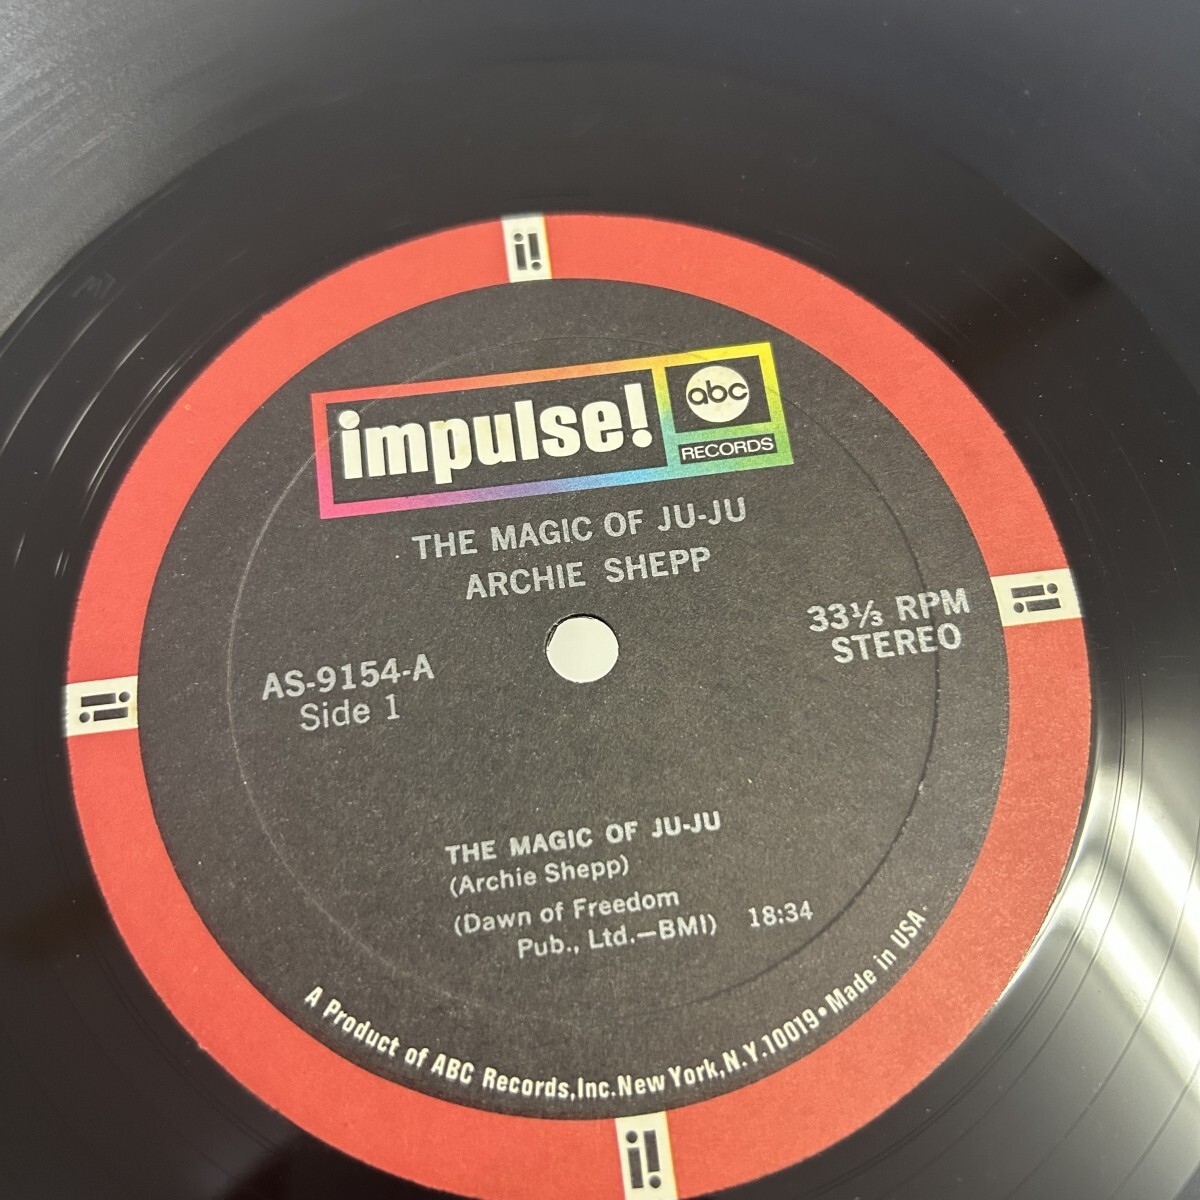 i!
impulse!
abc
RECORDS
THE MAGIC OF JU-JU
ARCHIE SHEPP
33⅓ RPM
STEREO
AS-9154-A
Side 1
i!
i!
THE MAGIC OF JU-JU
(Archie Shepp)
(Dawn of Freedom
Pub., Ltd.—BMI) 18:34
A Product of ABC Records,Inc.New York,N.Y.10019•Made in USA·
i!